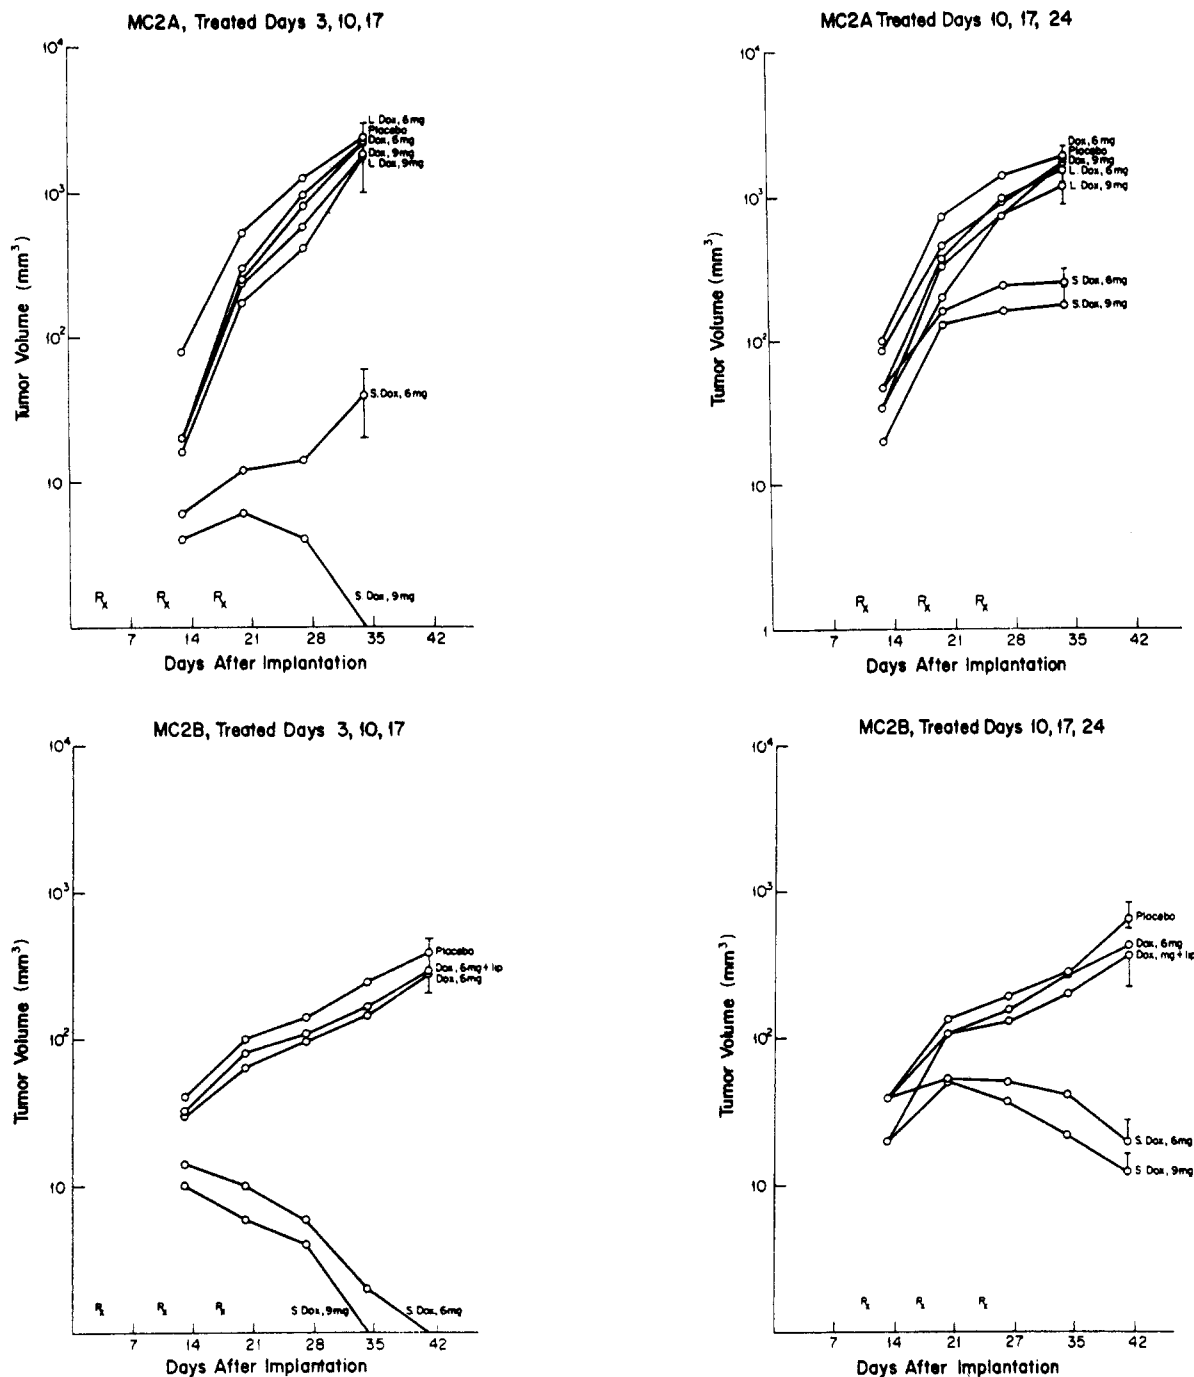 MC2A, Treated Days 3, 10, 17
10⁴
10³
10²
10
Tumor Volume (mm³)
L. Dox, 6mg
Placebo
Dox, 6mg
Dox, 9mg
L. Dox, 9mg
S. Dox, 6mg
S. Dox, 9mg
Rx Rx Rx
7 14 21 28 35 42
Days After Implantation
MC2A Treated Days 10, 17, 24
10⁴
10³
10²
10
1
Tumor Volume (mm³)
Dox, 6mg
Placebo
Dox, 9mg
L. Dox, 6mg
L. Dox, 9mg
S Dox, 6mg
S. Dox, 9mg
Rx Rx Rx
7 14 21 28 35 42
Days After Implantation
MC2B, Treated Days 3, 10, 17
10⁴
10³
10²
10
Tumor Volume (mm³)
Placebo
Dox, 6mg + lip
Dox, 6mg
S Dox, 9mg
S. Dox, 6mg
Rx Rx Rx
7 14 21 28 35 42
Days After Implantation
MC2B, Treated Days 10, 17, 24
10⁴
10³
10²
10
Tumor Volume (mm³)
Placebo
Dox, 6mg
Dox, mg + lip
S. Dox, 6mg
S Dox, 9mg
Rx Rx Rx
7 14 21 27 35 42
Days After Implantation